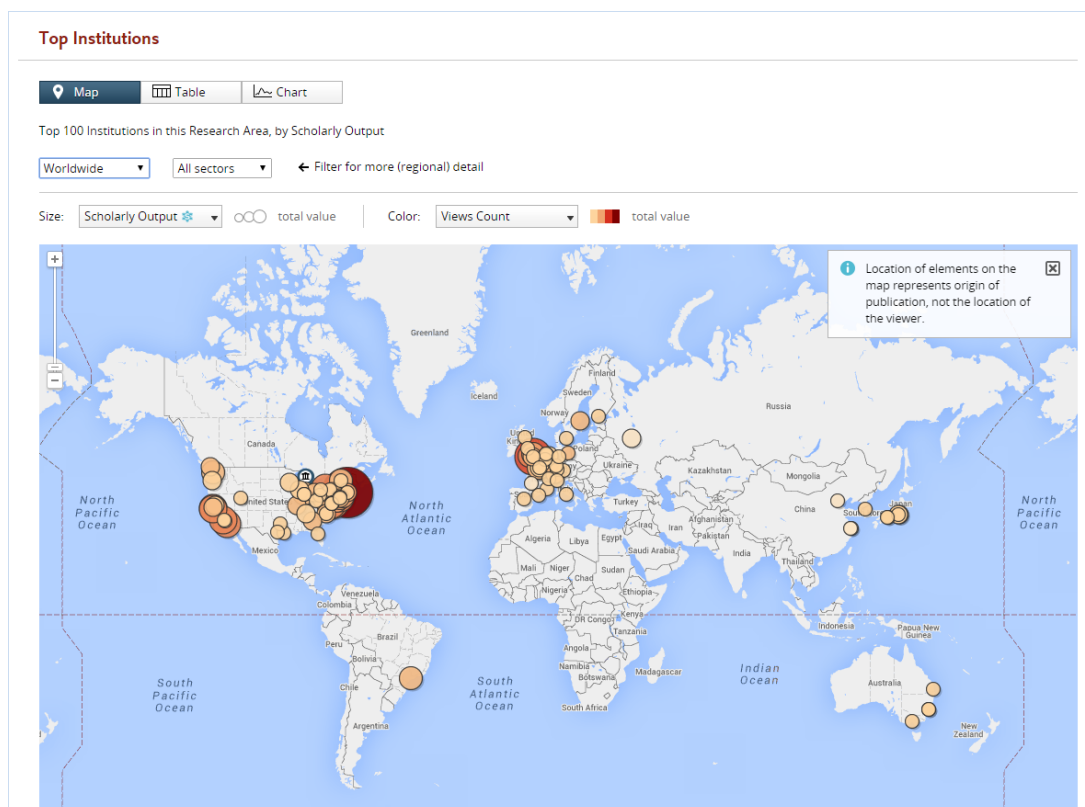 Top Institutions
Map
Table
Chart
Top 100 Institutions in this Research Area, by Scholarly Output
Worldwide
All sectors
Filter for more (regional) detail
Size:
Scholarly Output
total value
Color:
Views Count
total value
+
−
Location of elements on the
map represents origin of
publication, not the location of
the viewer.
Greenland
Iceland
Finland
Sweden
Norway
Russia
Canada
Poland
Ukraine
Kazakhstan
Mongolia
North
Pacific
Ocean
North
Atlantic
Ocean
North
Pacific
Ocean
Turkey
China
Japan
Mexico
Algeria
Libya
Egypt
Iraq
Iran
Afghanistan
Pakistan
Saudi Arabia
India
Thailand
Mali
Niger
Chad
Sudan
Nigeria
Ethiopia
Venezuela
Colombia
DR Congo
Kenya
Tanzania
Indonesia
Papua New
Guinea
Brazil
Peru
Bolivia
Angola
Namibia
Botswana
Madagascar
Indian
Ocean
South
Pacific
Ocean
South
Atlantic
Ocean
Chile
Argentina
South Africa
Australia
New
Zealand